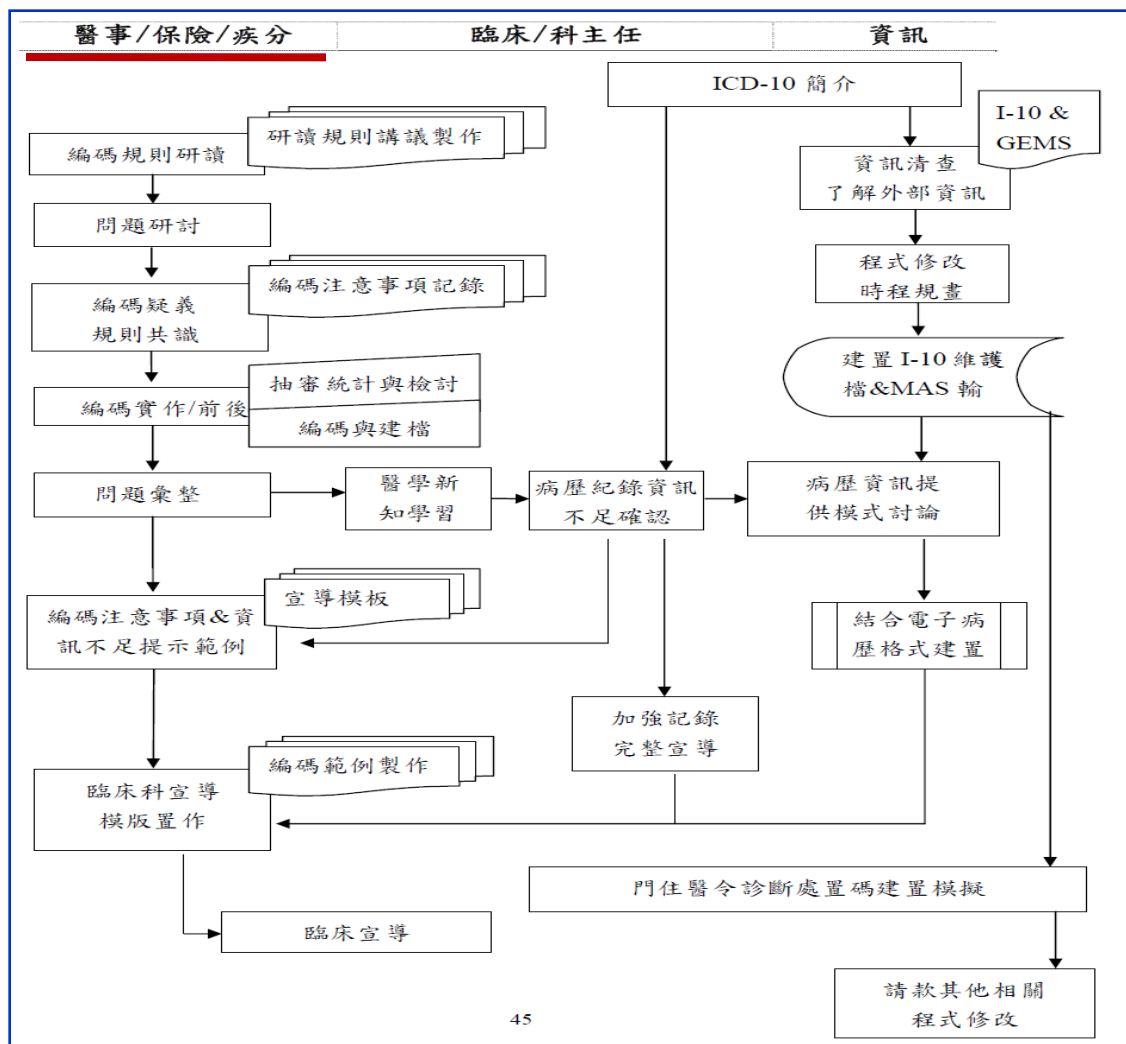 醫事/保險/疾分
臨床/科主任
資訊
ICD-10 簡介
I-10 &
GEMS
研讀規則講議製作
編碼規則研讀
資訊清查
了解外部資訊
問題研討
程式修改
時程規畫
編碼注意事項記錄
編碼疑義
規則共識
建置 I-10 維護
檔&MAS 輸
抽審統計與檢討
編碼實作/前後
編碼與建檔
問題彙整
醫學新
知學習
病歷紀錄資訊
不足確認
病歷資訊提
供模式討論
宣導模板
編碼注意事項&資
訊不足提示範例
結合電子病
歷格式建置
加強記錄
完整宣導
編碼範例製作
臨床科宣導
模版置作
門住醫令診斷處置碼建置模擬
臨床宣導
請款其他相關
程式修改
45